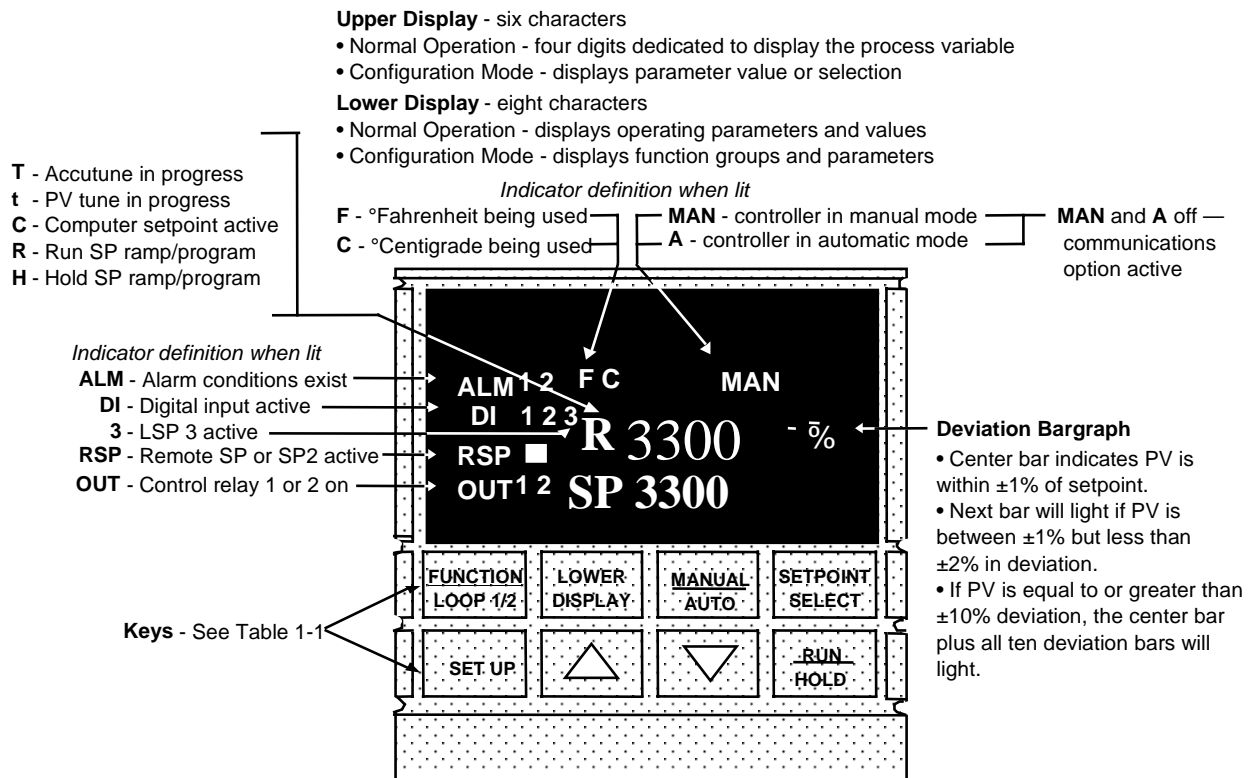 Upper Display - six characters
• Normal Operation - four digits dedicated to display the process variable
• Configuration Mode - displays parameter value or selection
Lower Display - eight characters
• Normal Operation - displays operating parameters and values
• Configuration Mode - displays function groups and parameters
T - Accutune in progress
t - PV tune in progress
C - Computer setpoint active
R - Run SP ramp/program
H - Hold SP ramp/program
Indicator definition when lit
F - °Fahrenheit being used
C - °Centigrade being used
MAN - controller in manual mode
A - controller in automatic mode
MAN and A off —
communications
option active
Indicator definition when lit
ALM - Alarm conditions exist
DI - Digital input active
3 - LSP 3 active
RSP - Remote SP or SP2 active
OUT - Control relay 1 or 2 on
ALM 1 2 F C MAN
DI 1 2 3 R 3300 - %
RSP
OUT 1 2 SP 3300
Deviation Bargraph
• Center bar indicates PV is
within ±1% of setpoint.
• Next bar will light if PV is
between ±1% but less than
±2% in deviation.
• If PV is equal to or greater than
±10% deviation, the center bar
plus all ten deviation bars will
light.
Keys - See Table 1-1
FUNCTION
LOOP 1/2
LOWER
DISPLAY
MANUAL
AUTO
SETPOINT
SELECT
SET UP
RUN
HOLD